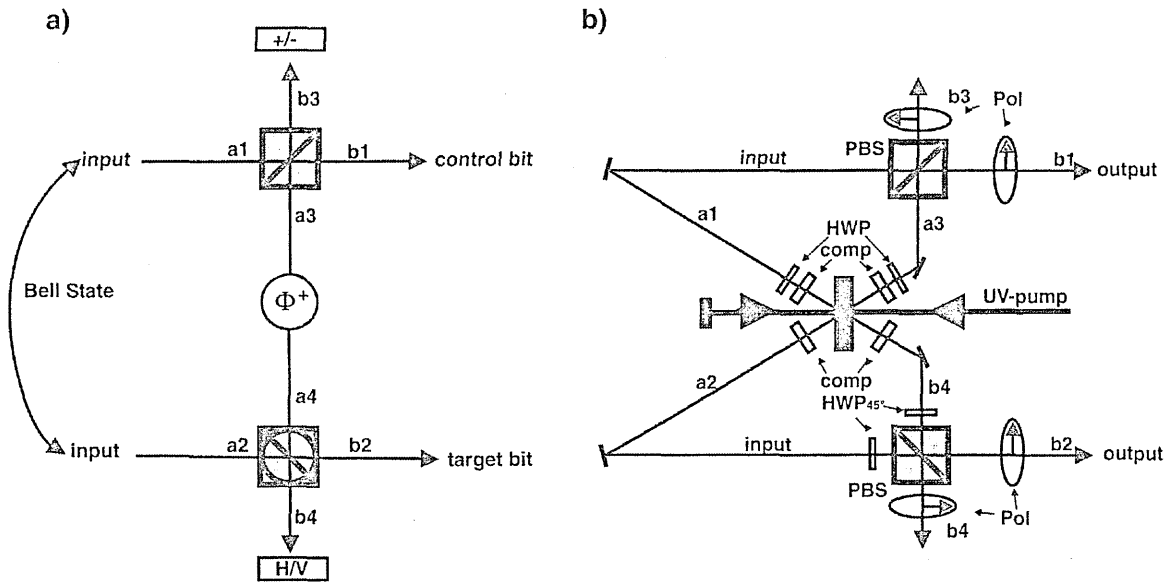 a)
+/-
b3
input
a1
b1
control bit
a3
Bell State
Φ+
a4
input
a2
b2
target bit
b4
H/V
b)
b3
Pol
input
PBS
b1
output
a1
HWP
a3
comp
UV-pump
a2
comp
b4
HWP45°
input
b2
output
PBS
b4
Pol